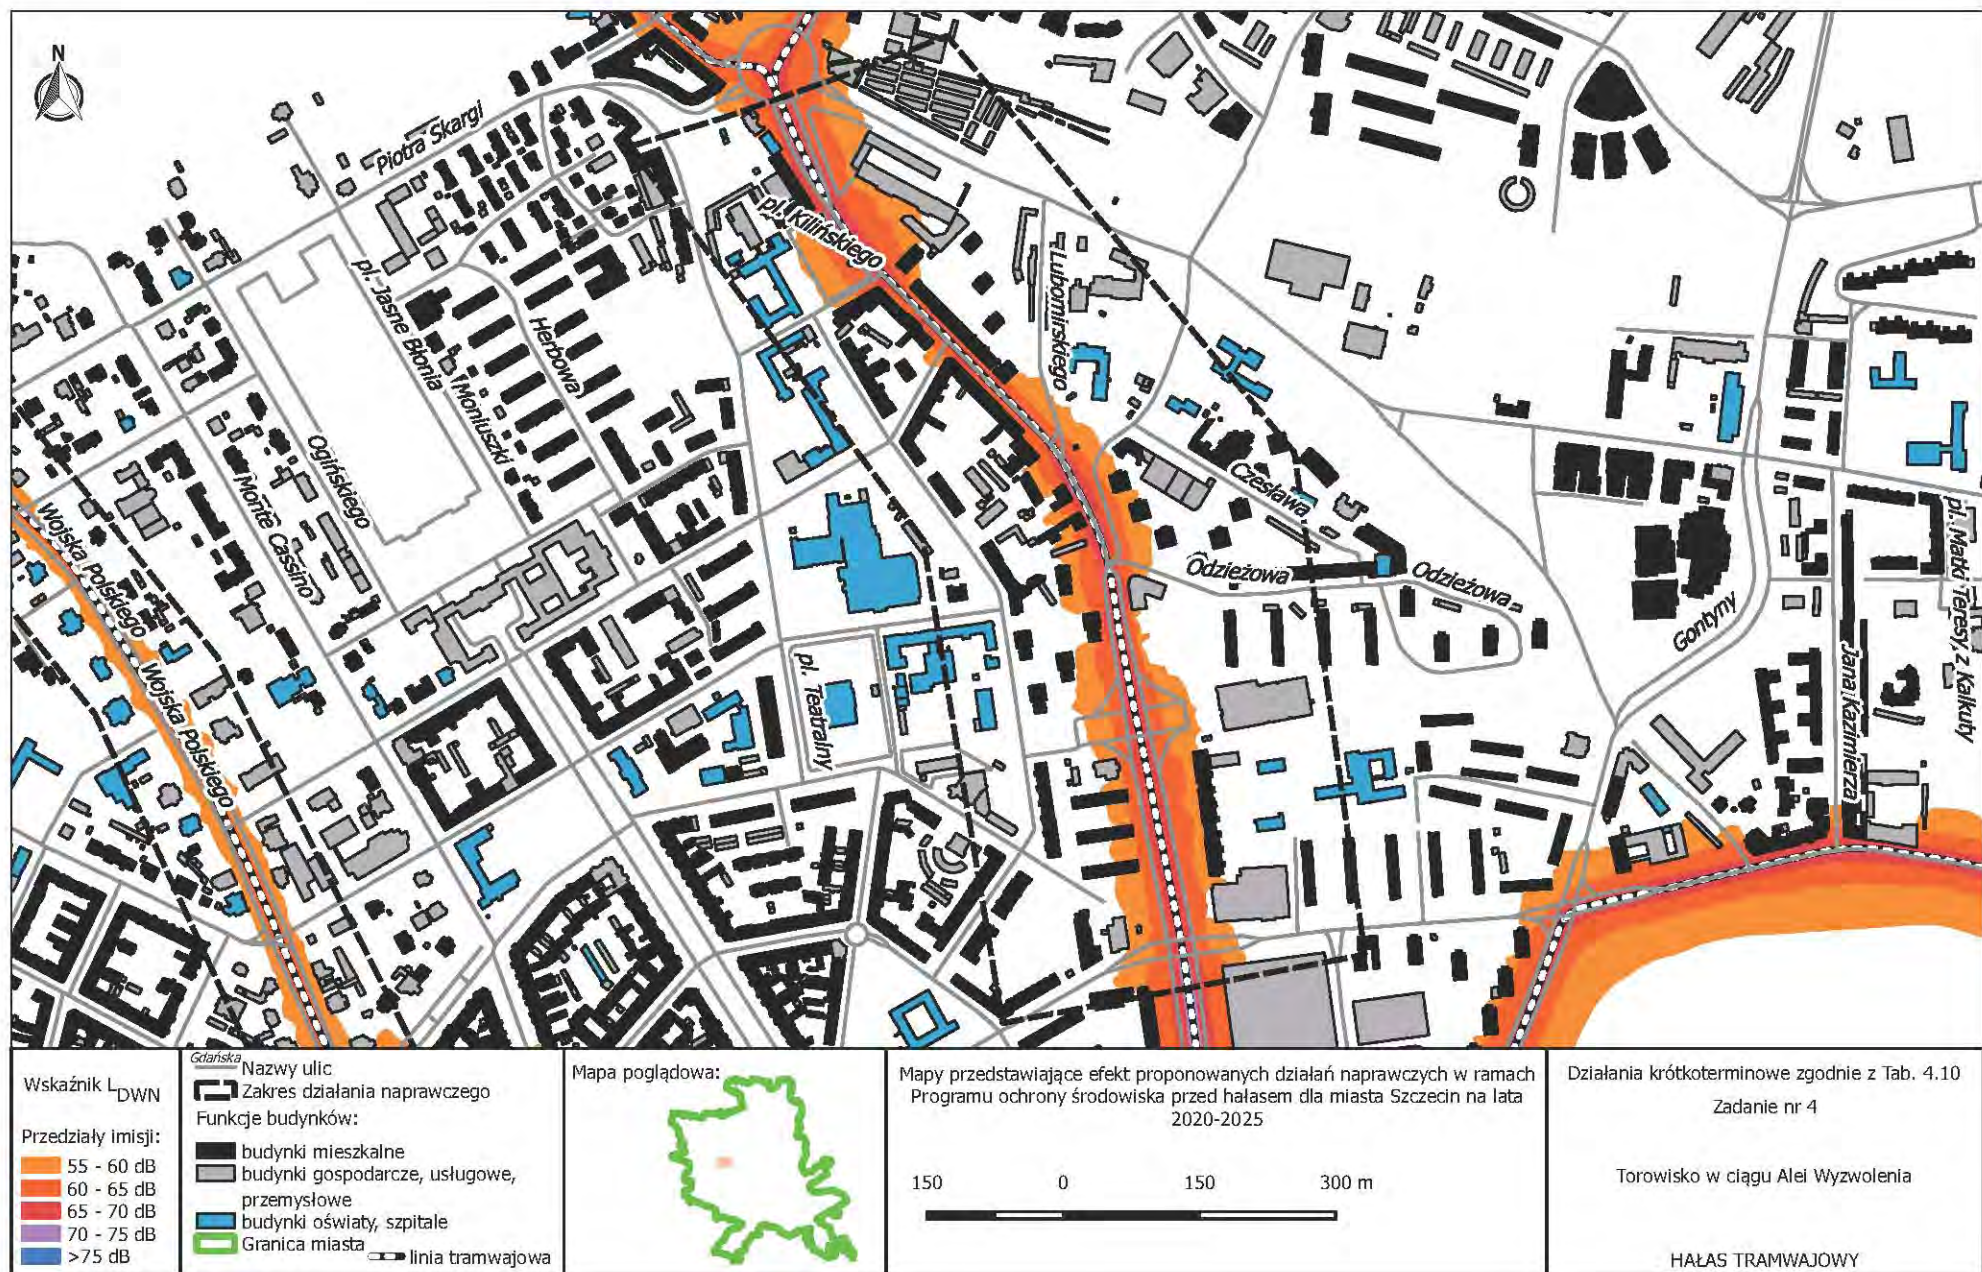 N
Piotra Skargi
pl. Kilińskiego
pl. Jasne Błonia
Herbowa
Moniuszki
Lubomirskiego
Ogińskiego
Monte Cassino
Czesława
Wojska Polskiego
Wojska Polskiego
Odzieżowa
Odzieżowa
Gontyny
pl. Teatralny
Jana Kazimierza
pl. Matki Teresy z Kalkuty
Wskaźnik LDWN
Przedziały imisji:
55 - 60 dB
60 - 65 dB
65 - 70 dB
70 - 75 dB
>75 dB
Gdańska Nazwy ulic
Zakres działania naprawczego
Funkcje budynków:
budynki mieszkalne
budynki gospodarcze, usługowe,
przemysłowe
budynki oświaty, szpitale
Granica miasta
linia tramwajowa
Mapa poglądowa:
Mapy przedstawiające efekt proponowanych działań naprawczych w ramach
Programu ochrony środowiska przed hałasem dla miasta Szczecin na lata
2020-2025
150 0 150 300 m
Działania krótkoterminowe zgodnie z Tab. 4.10
Zadanie nr 4
Torowisko w ciągu Alei Wyzwolenia
HAŁAS TRAMWAJOWY